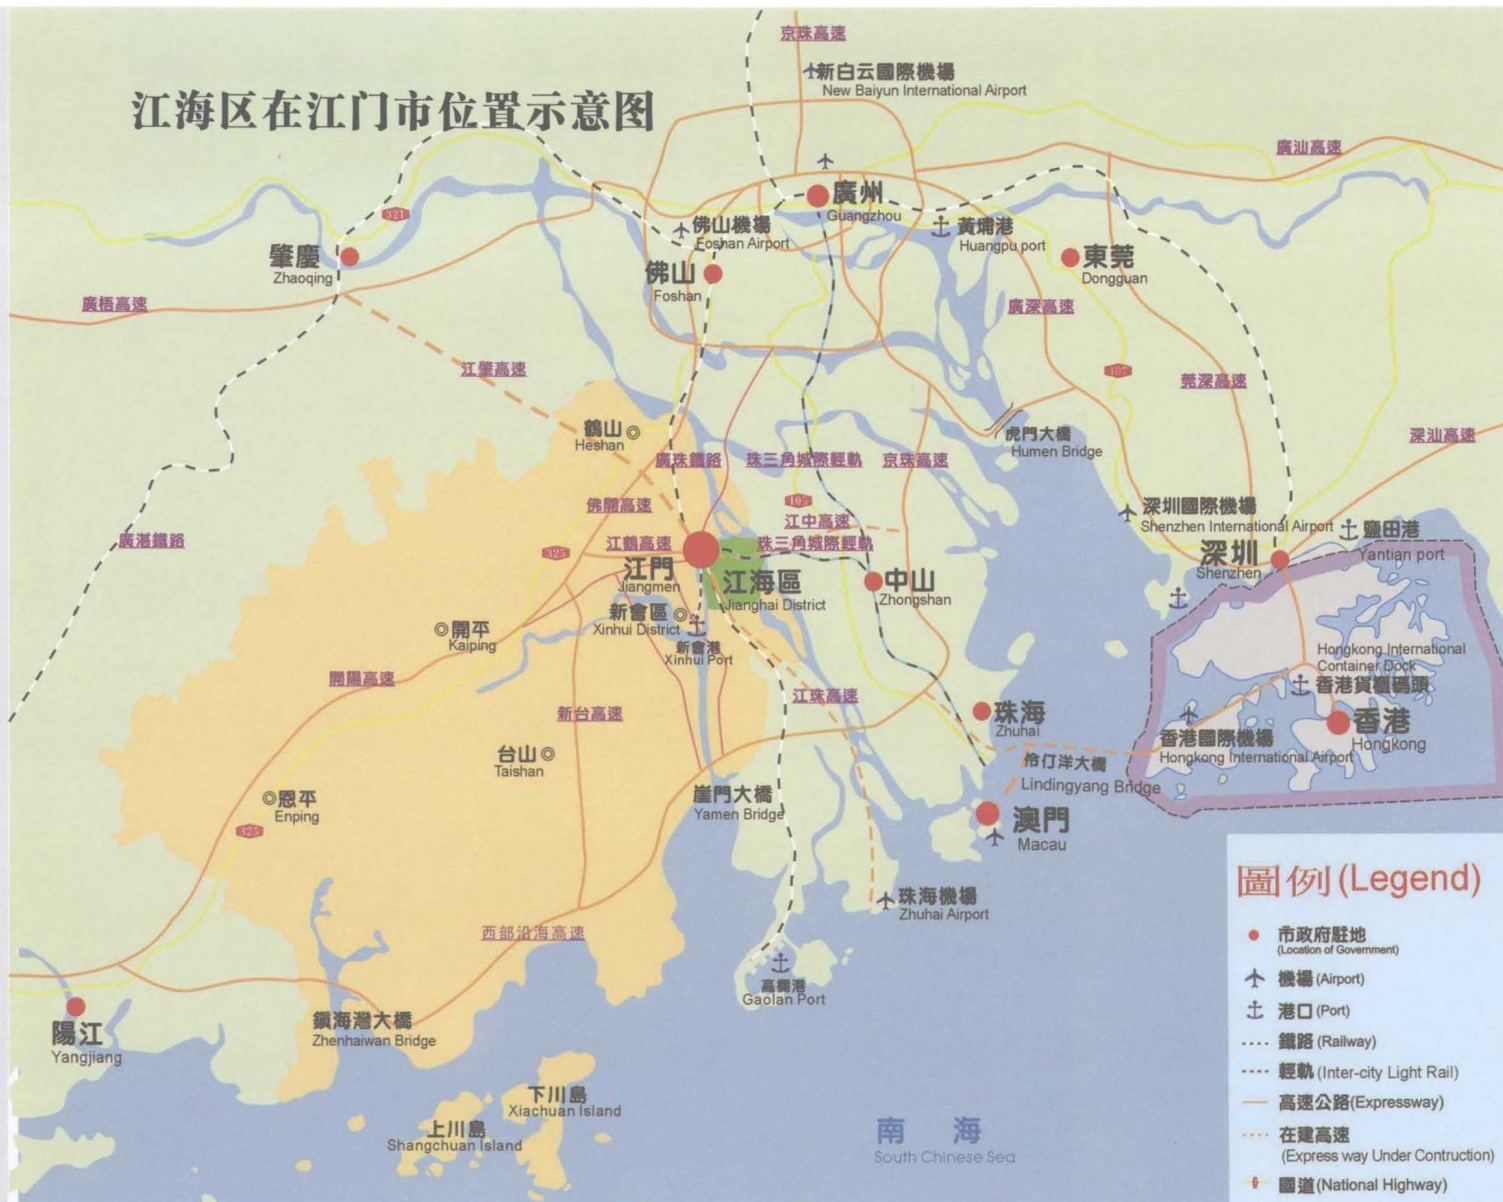 京珠高速
新白云國際機場
New Baiyun International Airport
江海区在江门市位置示意图
廣汕高速
廣州
Guangzhou
321
佛山機場
Foshan Airport
黃埔港
Huangpu port
肇慶
Zhaoqing
佛山
Foshan
東莞
Dongguan
廣梧高速
廣深高速
江肇高速
107
莞深高速
鶴山
Heshan
虎門大橋
Humen Bridge
深汕高速
廣珠鐵路
珠三角城際輕軌
京珠高速
佛開高速
105
江中高速
深圳國際機場
Shenzhen International Airport
鹽田港
Yantian port
廣湛鐵路
325
江鶴高速
珠三角城際輕軌
深圳
Shenzhen
江門
Jiangmen
江海區
Jianghai District
中山
Zhongshan
新會區
Xinhui District
新會港
Xinhui Port
開平
Kaiping
Hongkong International
Container Dock
香港貨櫃碼頭
開陽高速
新台高速
江珠高速
珠海
Zhuhai
香港
Hongkong
香港國際機場
Hongkong International Airport
台山
Taishan
伶仃洋大橋
Lindingyang Bridge
恩平
Enping
崖門大橋
Yamen Bridge
325
澳門
Macau
珠海機場
Zhuhai Airport
西部沿海高速
高欄港
Gaolan Port
陽江
Yangjiang
鎮海灣大橋
Zhenhaiwan Bridge
下川島
Xiachuan Island
上川島
Shangchuan Island
南海
South Chinese Sea
圖例(Legend)
市政府駐地
(Location of Government)
機場(Airport)
港口(Port)
鐵路(Railway)
輕軌(Inter-city Light Rail)
高速公路(Expressway)
在建高速
(Express way Under Contruction)
國道(National Highway)